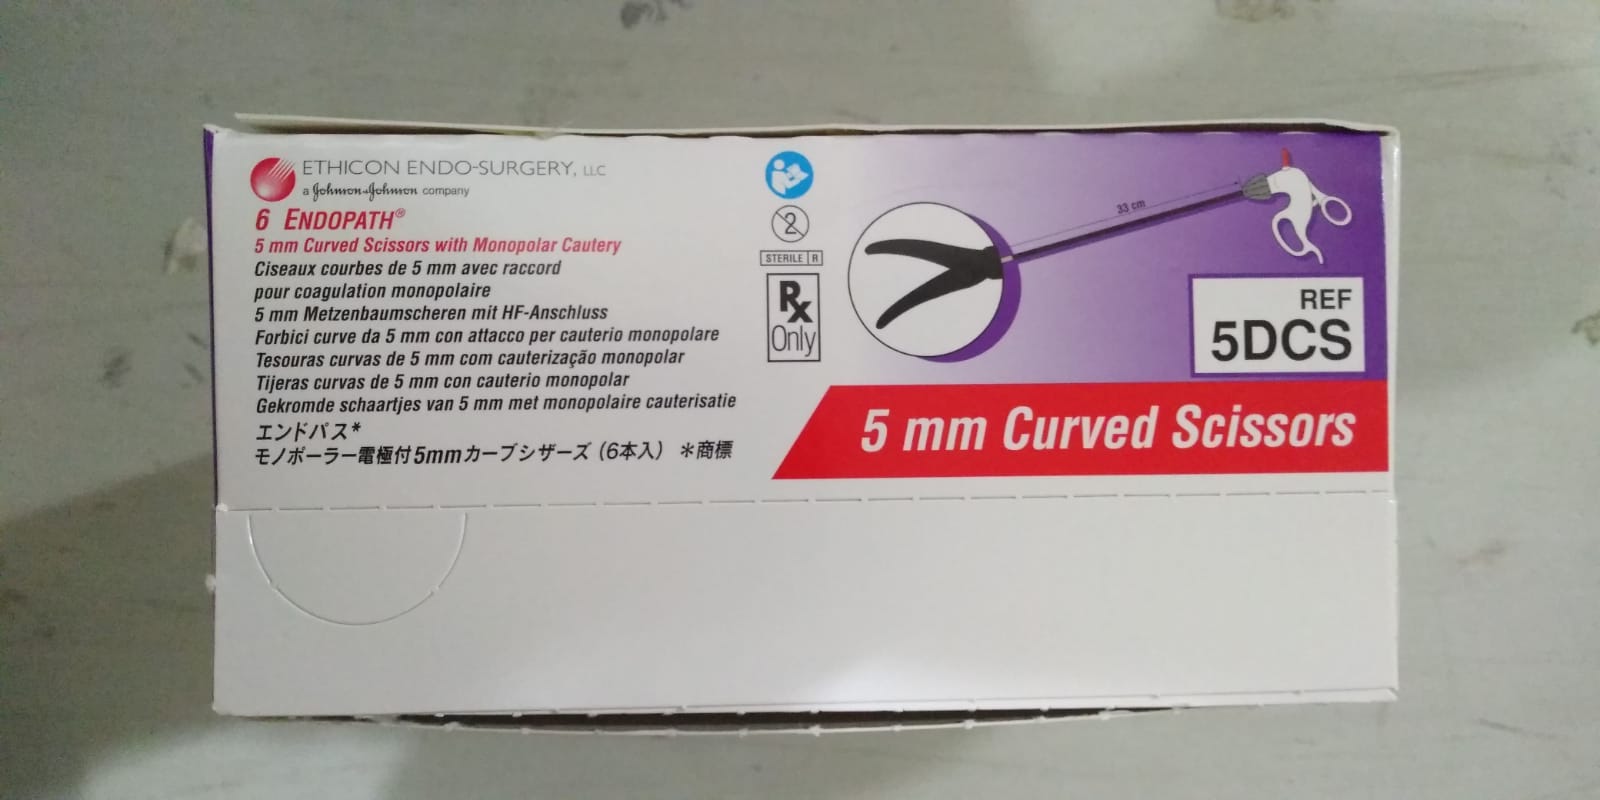 ETHICON ENDO-SURGERY, LLC
a Johnson & Johnson company
6 ENDOPATH®
5 mm Curved Scissors with Monopolar Cautery
Ciseaux courbes de 5 mm avec raccord
pour coagulation monopolaire
5 mm Metzenbaumscheren mit HF-Anschluss
Forbici curve da 5 mm con attacco per cauterio monopolare
Tesouras curvas de 5 mm com cauterização monopolar
Tijeras curvas de 5 mm con cauterio monopolar
Gekromde schaartjes van 5 mm met monopolaire cauterisatie
エンドパス*
モノポーラー電極付5mmカーブシザーズ（6本入） *商標
2
STERILE R
Rx
Only
33 cm
REF
5DCS
5 mm Curved Scissors